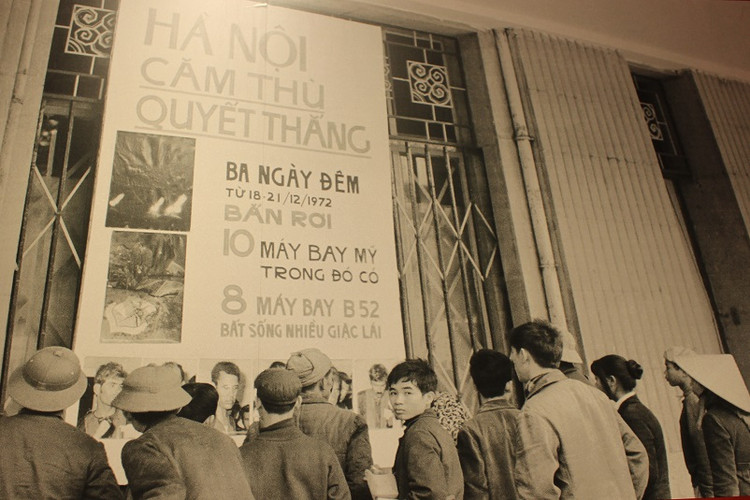 HÀ NỘI
CĂM THÙ
QUYẾT THẮNG
BA NGÀY ĐÊM
TỪ 18-21/12/1972
BẮN RƠI
10 MÁY BAY MỸ
TRONG ĐÓ CÓ
8 MÁY BAY B52
BẮT SỐNG NHIỀU GIẶC LÁI